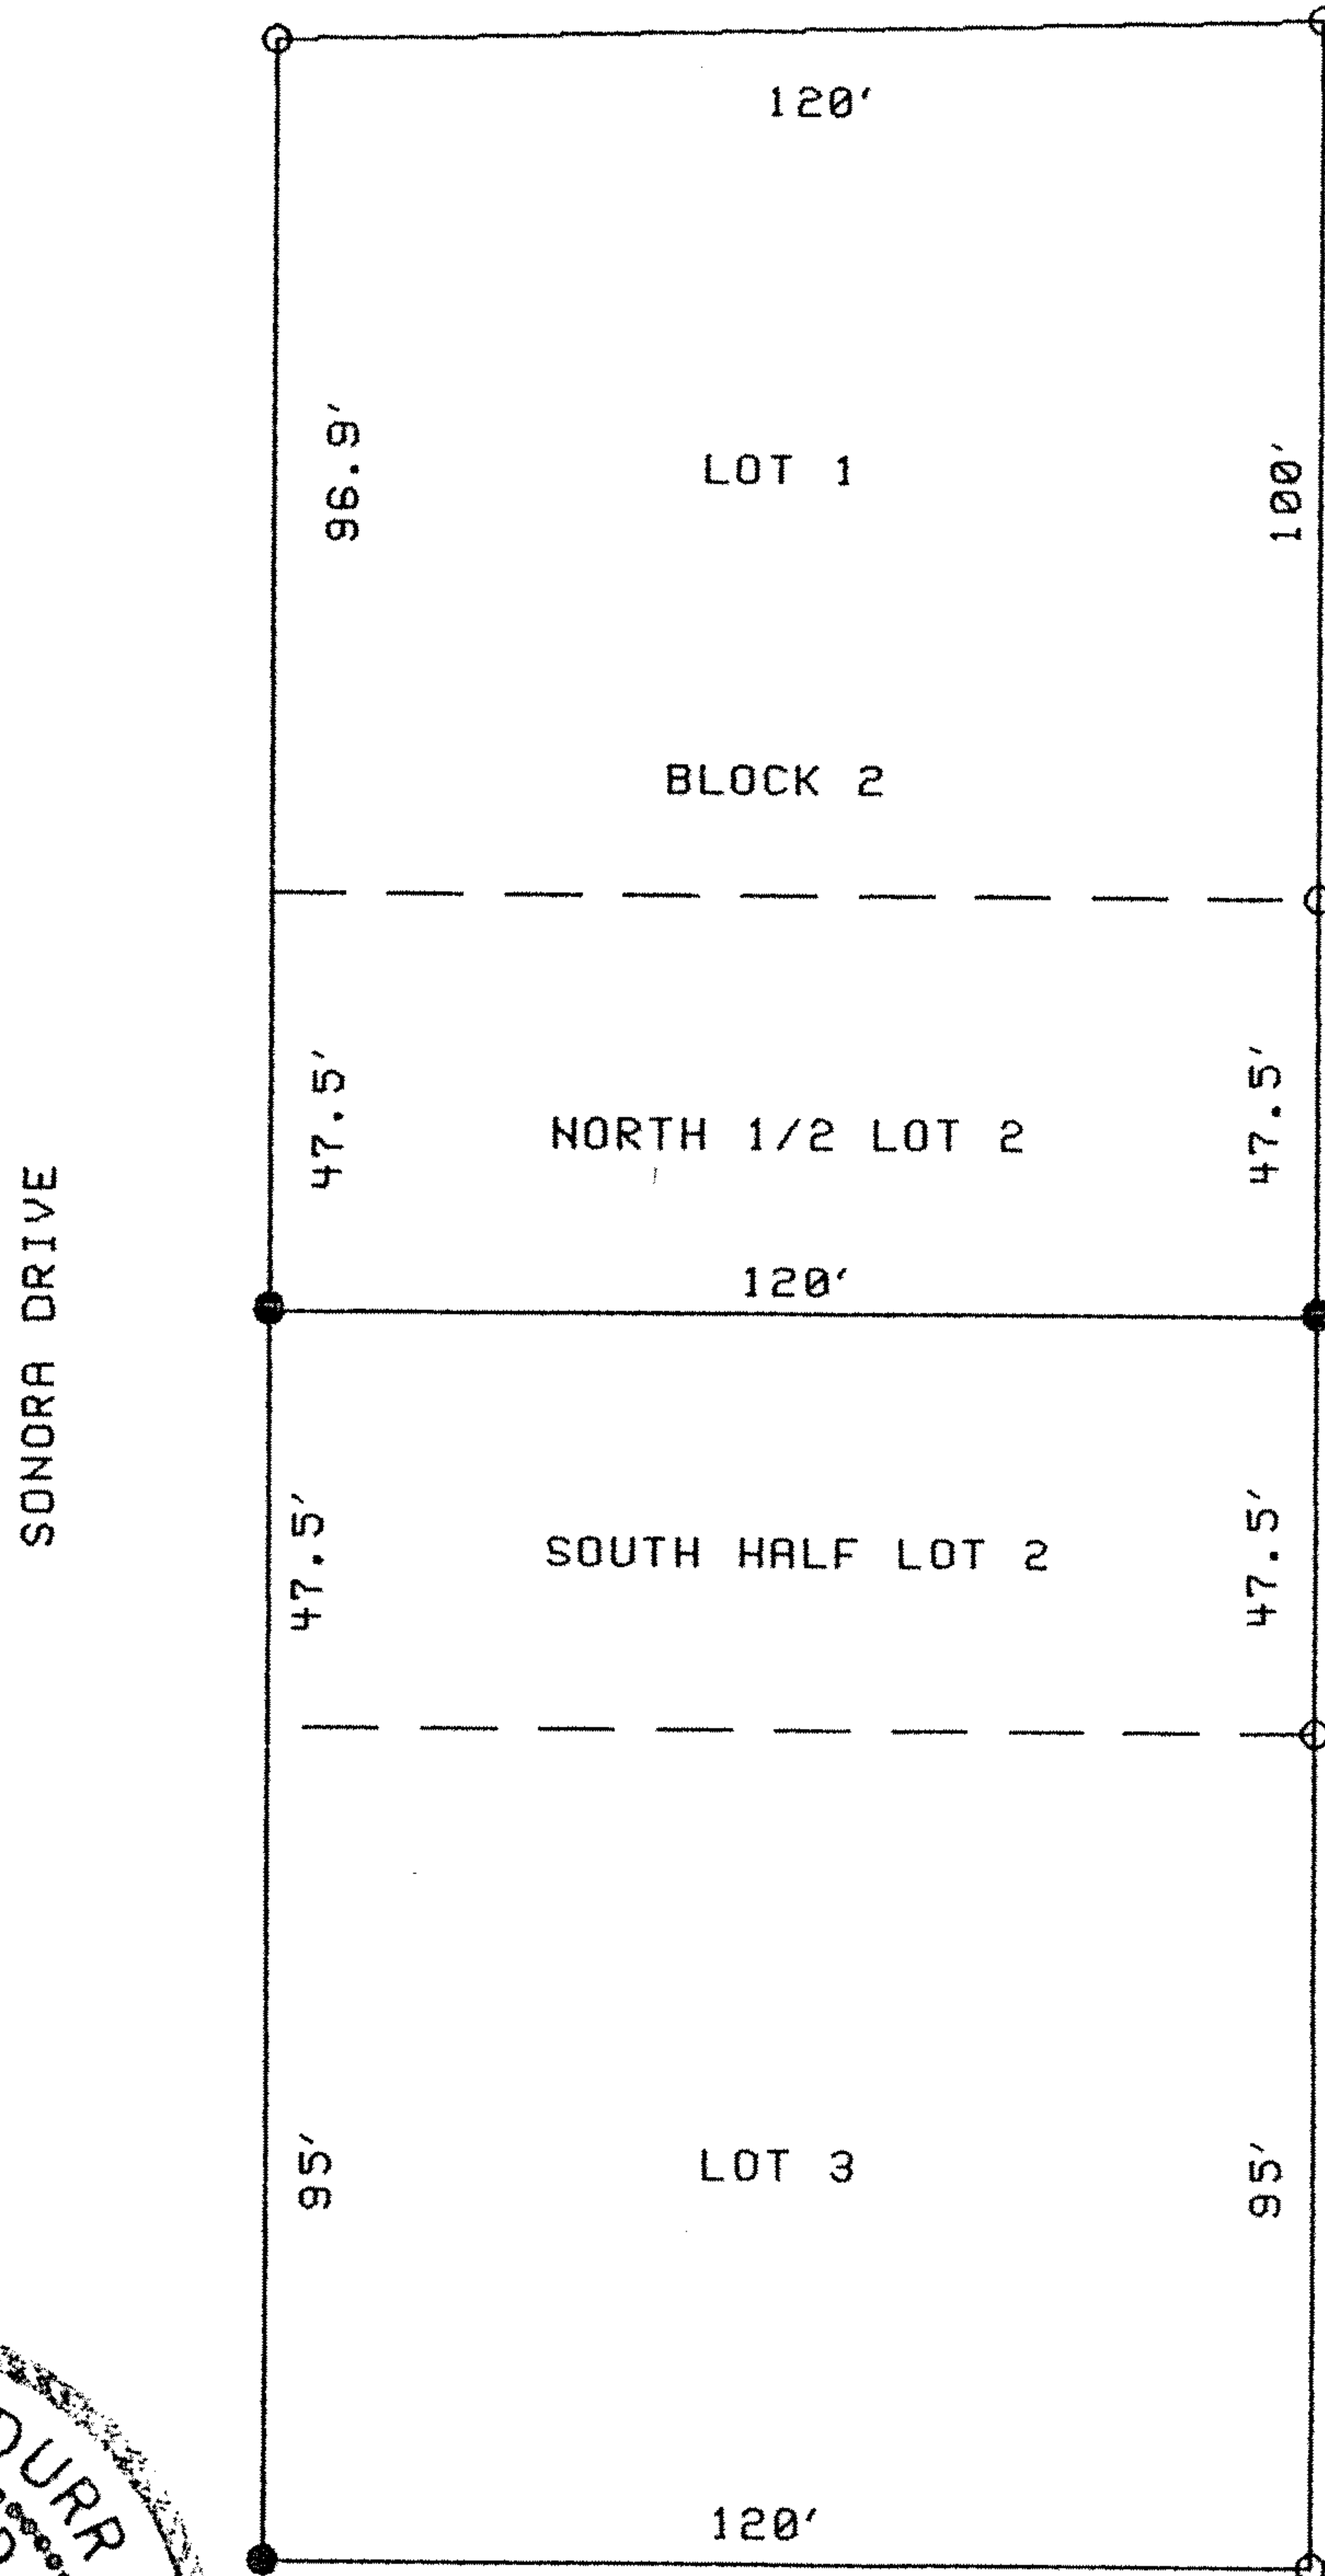 120'
96.9'
LOT 1
100'
BLOCK 2
47.5'
NORTH 1/2 LOT 2
47.5'
120'
SONORA DRIVE
47.5'
SOUTH HALF LOT 2
47.5'
95'
LOT 3
95'
DURR
120'